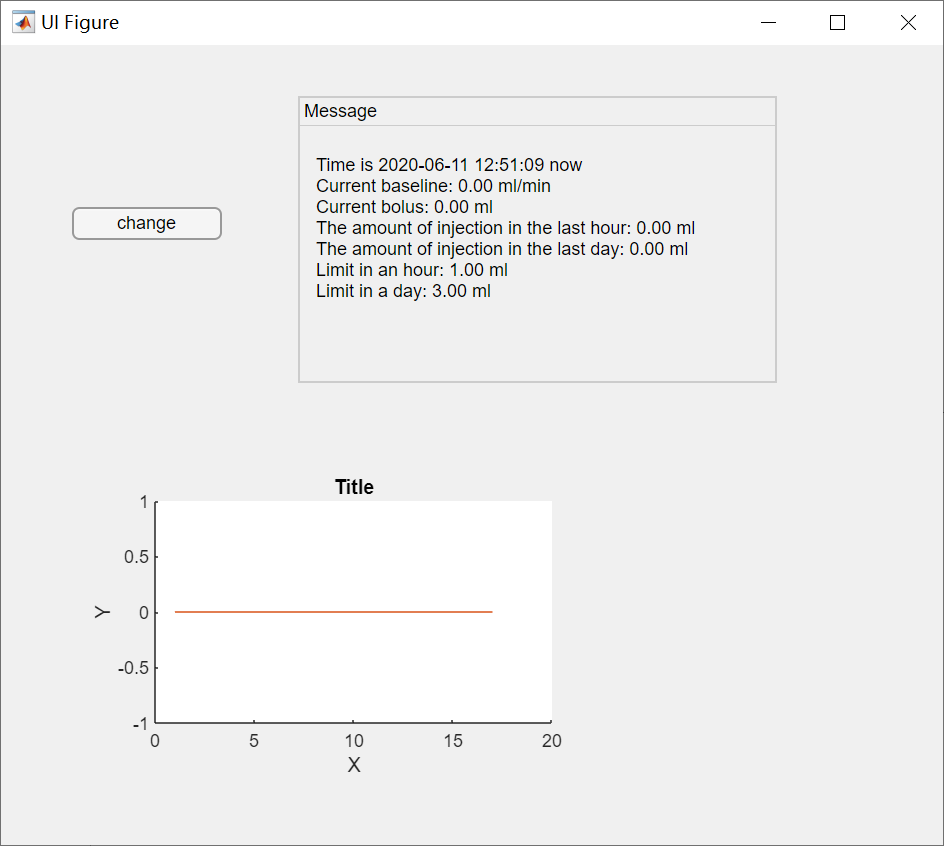 UI Figure
Message
Time is 2020-06-11 12:51:09 now
Current baseline: 0.00 ml/min
Current bolus: 0.00 ml
The amount of injection in the last hour: 0.00 ml
The amount of injection in the last day: 0.00 ml
Limit in an hour: 1.00 ml
Limit in a day: 3.00 ml
change
Title
1
0.5
0
-0.5
-1
Y
0 5 10 15 20
X